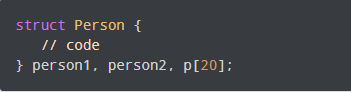 struct Person {
   // code
} person1, person2, p[20];